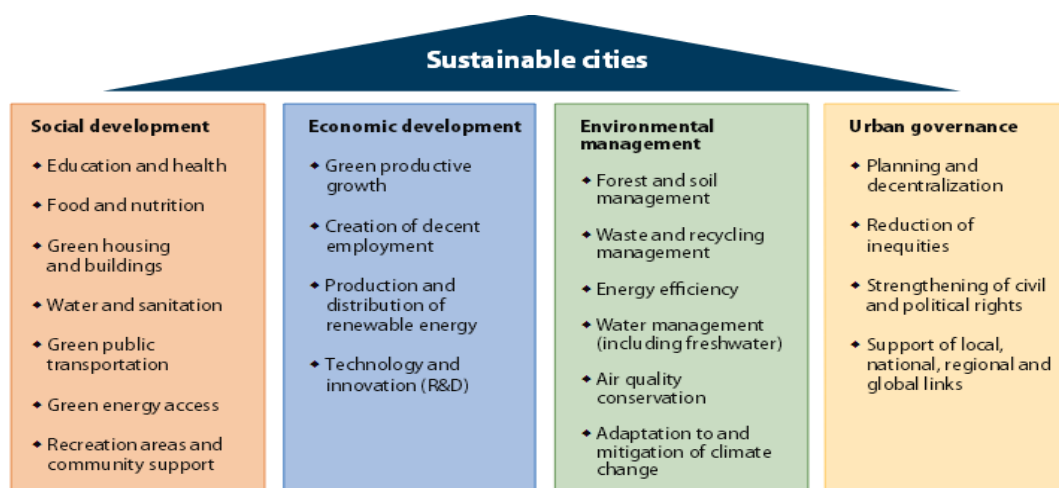 Sustainable cities
Social development
◆ Education and health
◆ Food and nutrition
◆ Green housing
and buildings
◆ Water and sanitation
◆ Green public
transportation
◆ Green energy access
◆ Recreation areas and
community support
Economic development
◆ Green productive
growth
◆ Creation of decent
employment
◆ Production and
distribution of
renewable energy
◆ Technology and
innovation (R&D)
Environmental
management
◆ Forest and soil
management
◆ Waste and recycling
management
◆ Energy efficiency
◆ Water management
(including freshwater)
◆ Air quality
conservation
◆ Adaptation to and
mitigation of climate
change
Urban governance
◆ Planning and
decentralization
◆ Reduction of
inequities
◆ Strengthening of civil
and political rights
◆ Support of local,
national, regional and
global links